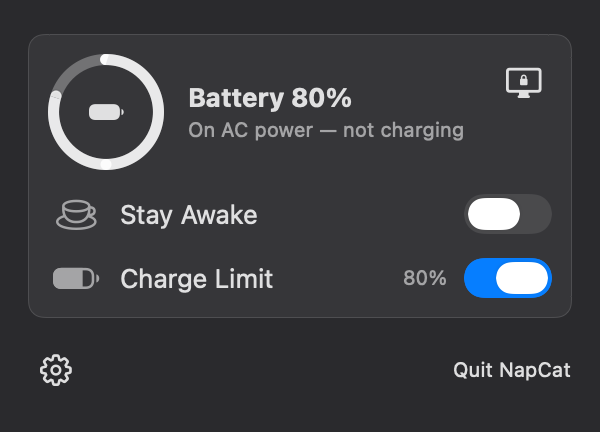 Battery 80%
On AC power — not charging
Stay Awake
Charge Limit 80%
Quit NapCat